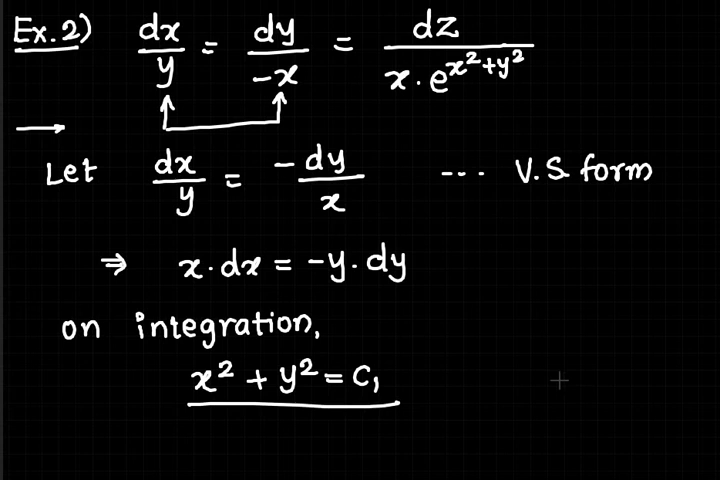 Ex. 2) dx/y = dy/-x = dz/x·e^(x²+y²)
Let dx/y = -dy/x --- V.S. form
⇒ x·dx = -y·dy
on integration,
x² + y² = C₁